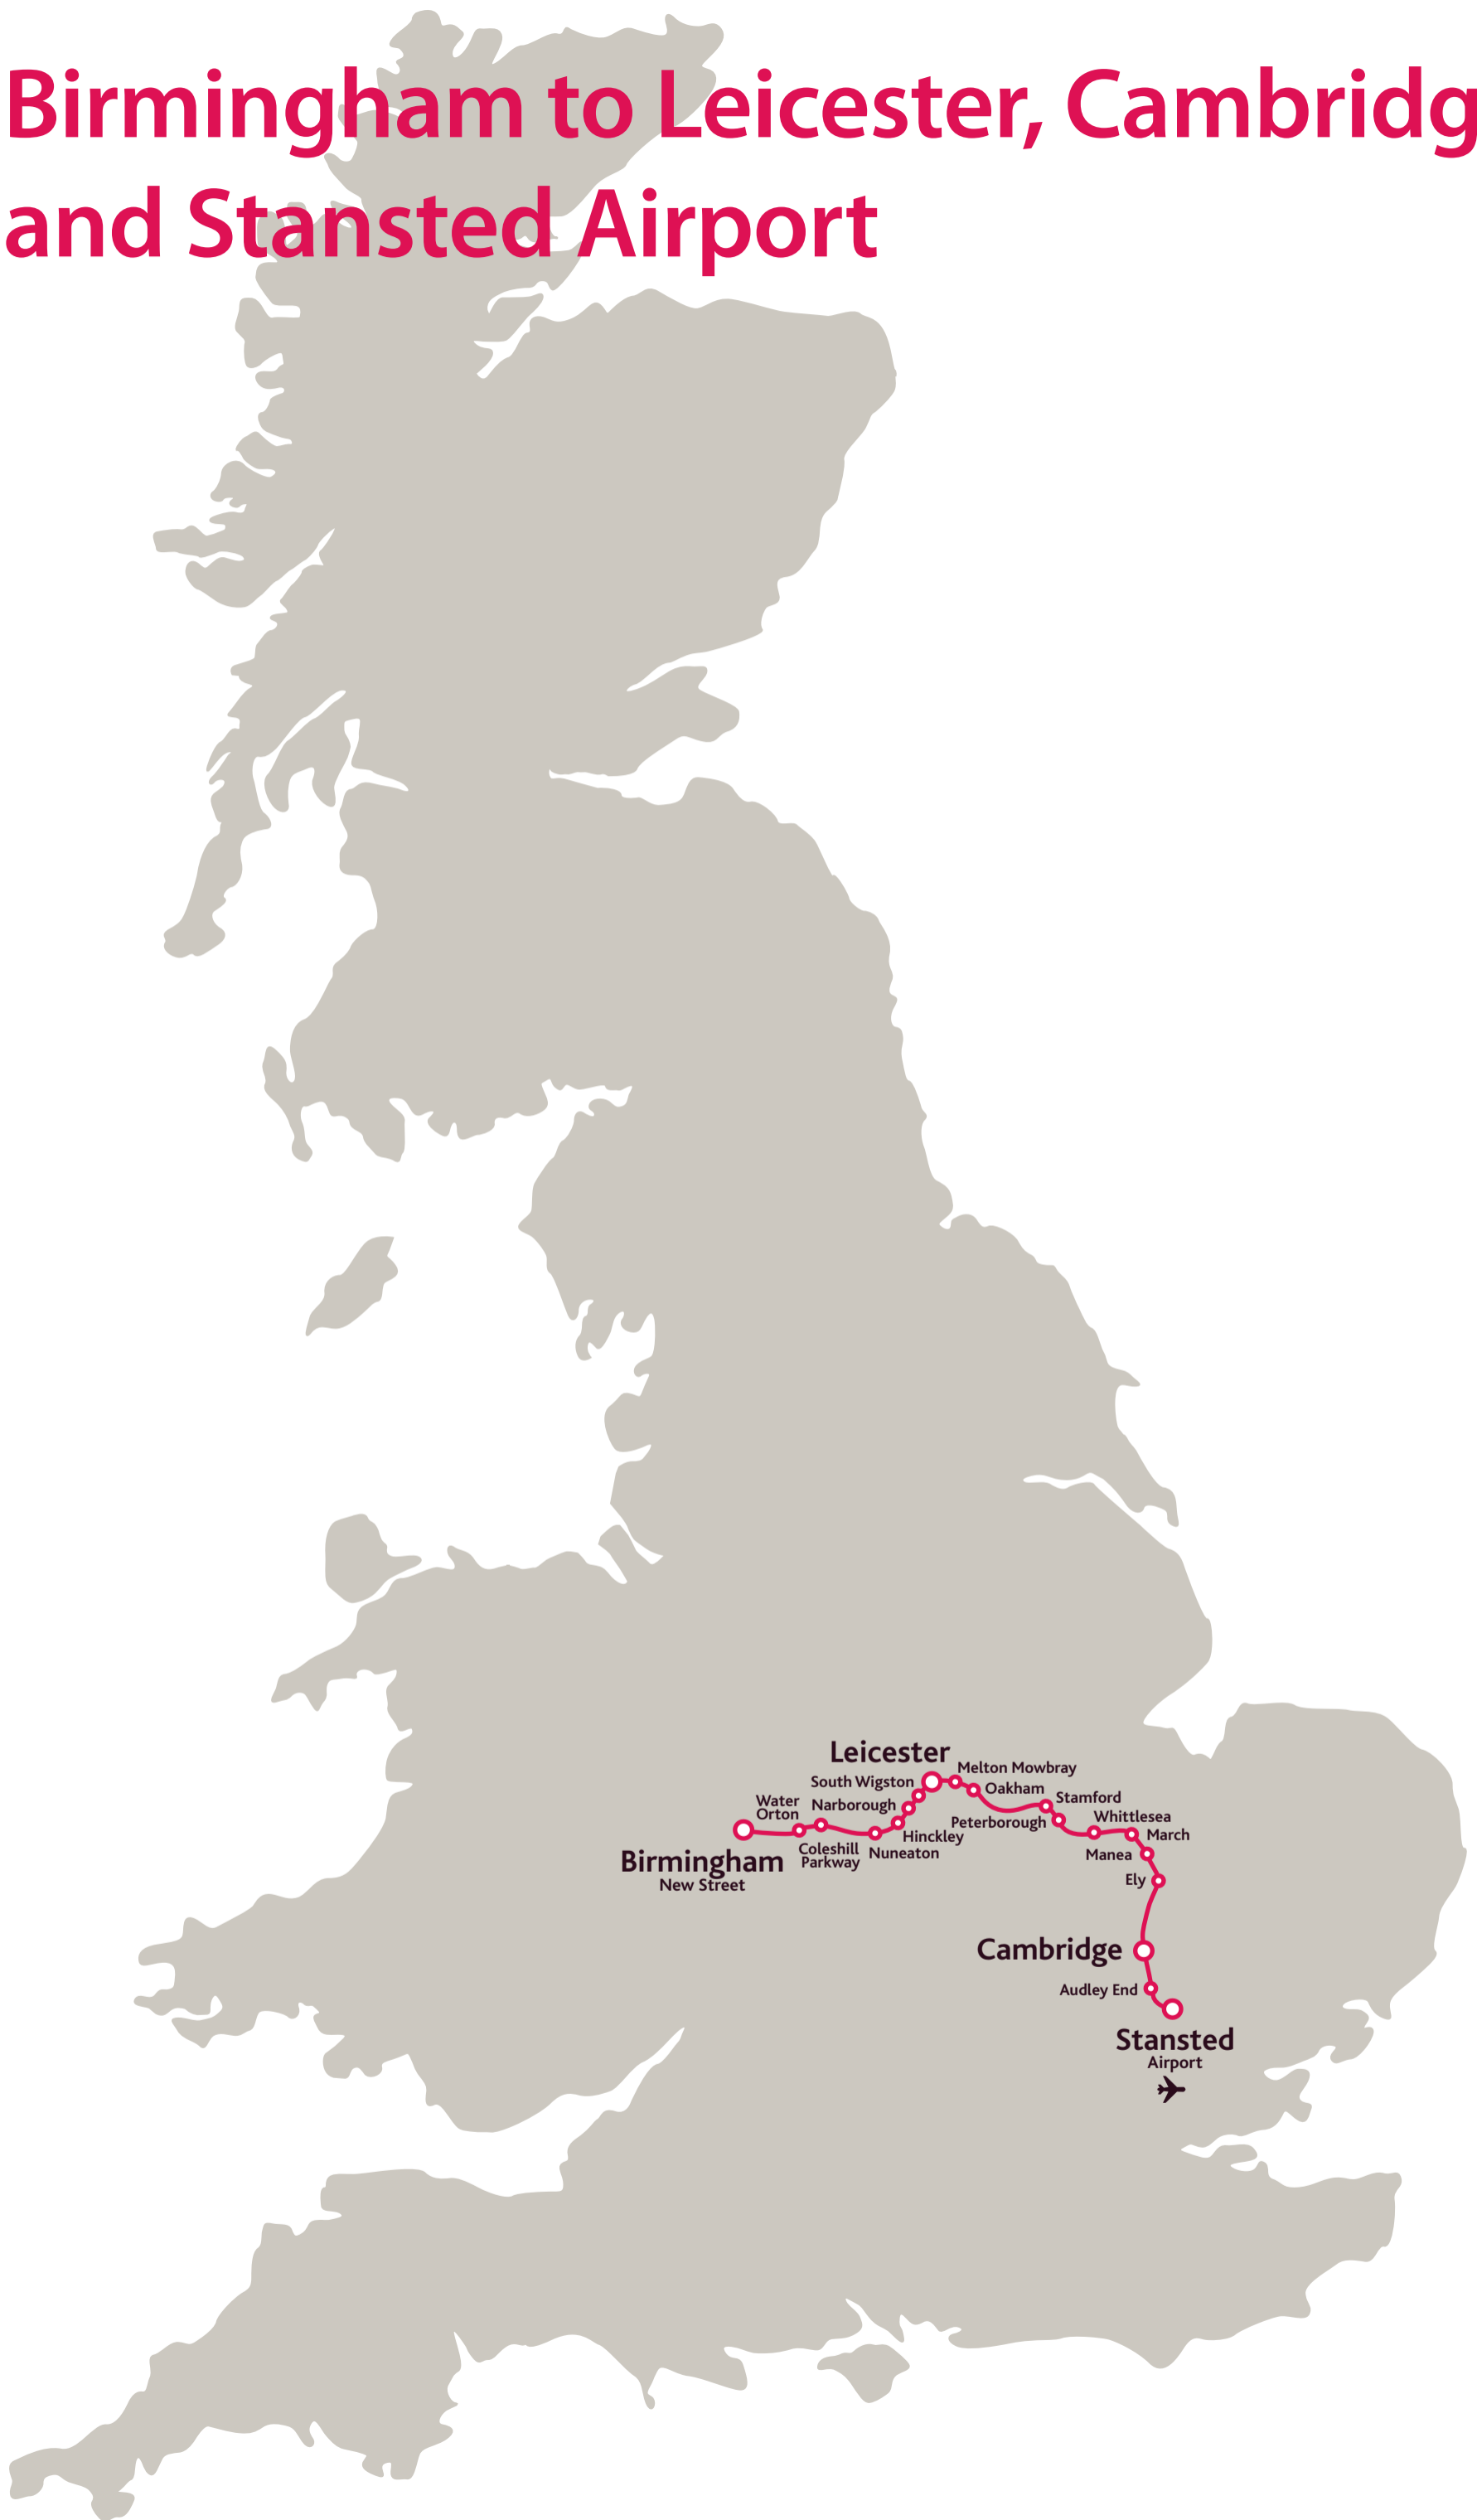 Birmingham to Leicester, Cambridg
and Stansted Airport
Leicester
Melton Mowbray
South Wigston
Oakham
Water
Orton
Narborough
Stamford
Peterborough
Whittlesea
Hinckley
March
Coleshill
Parkway
Nuneaton
Manea
Birmingham
New Street
Ely
Cambridge
Audley End
Stansted
Airport